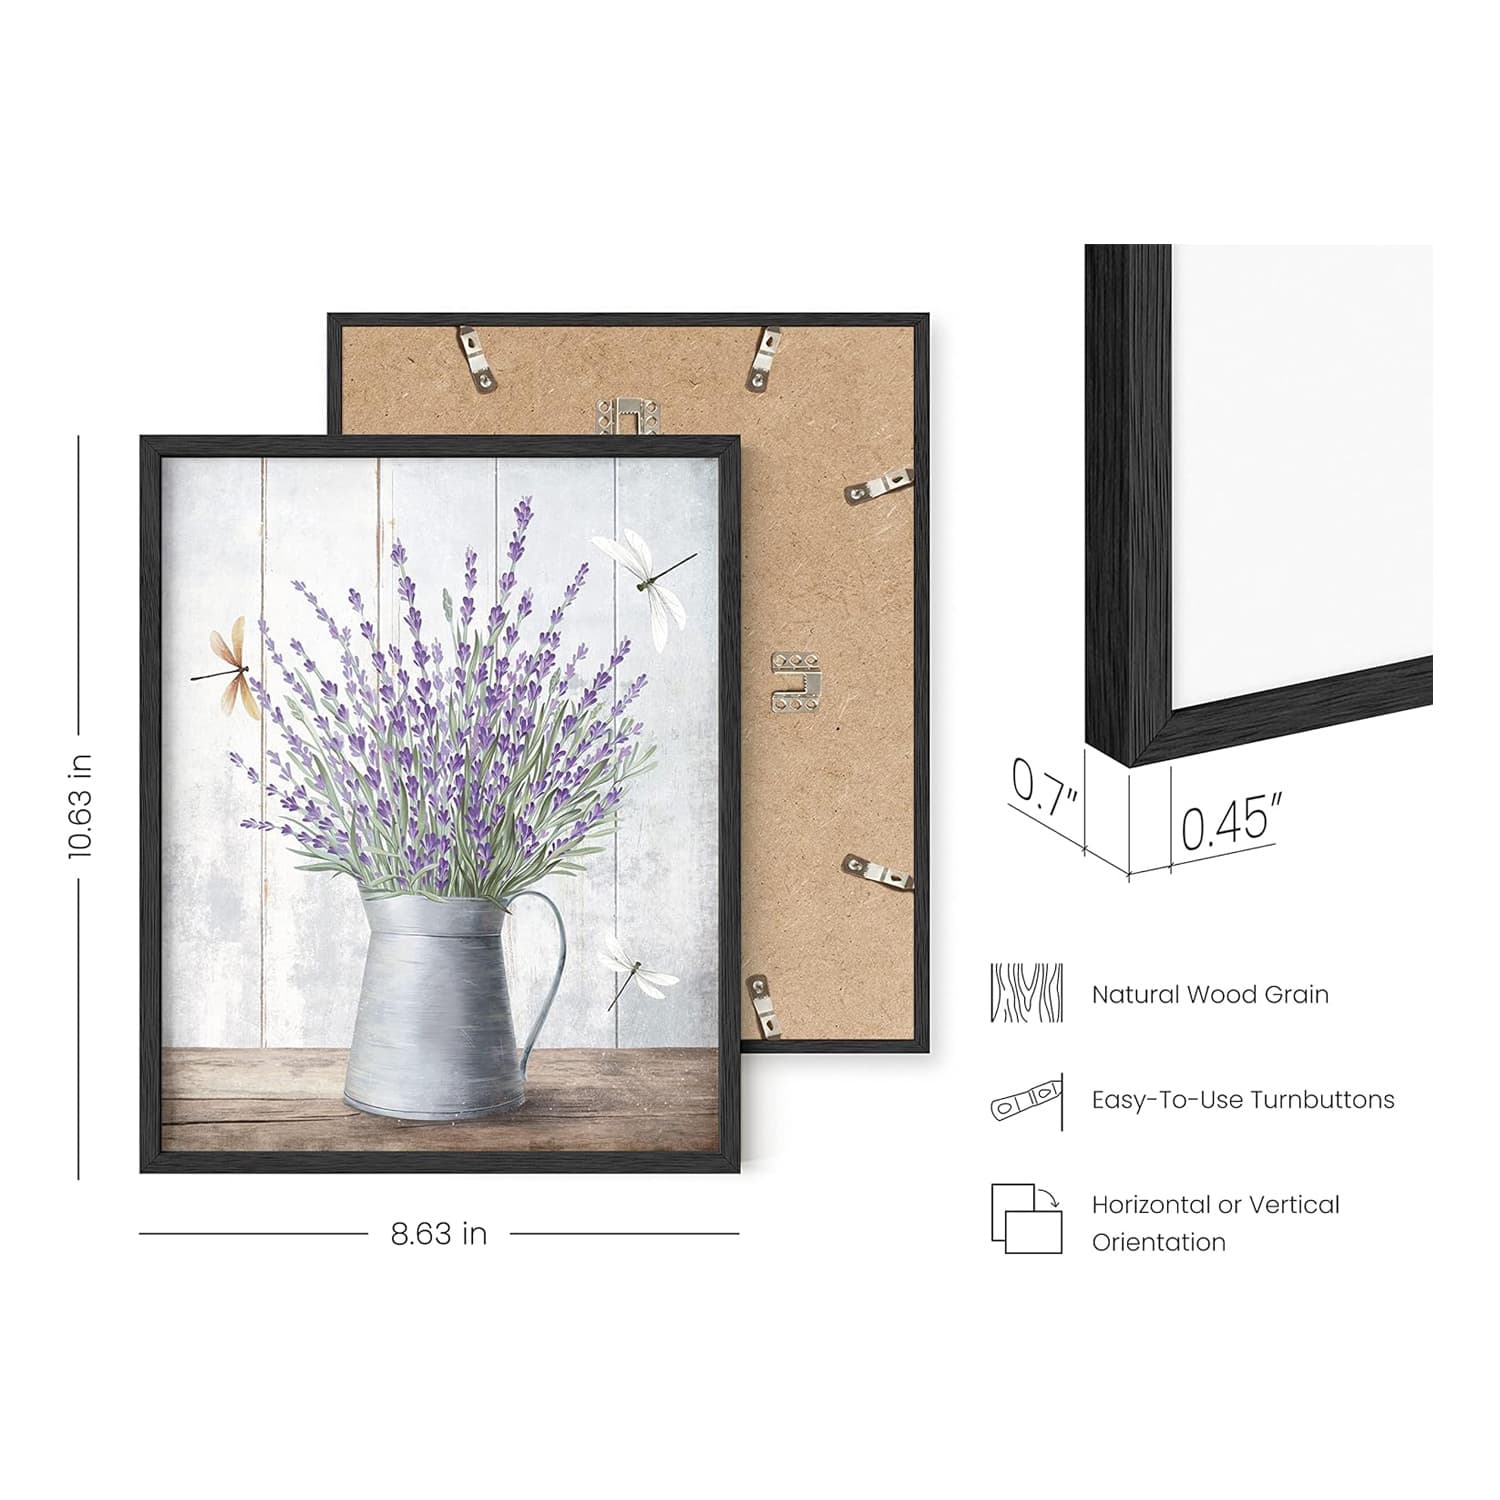 10.63 in
8.63 in
0.7"
0.45"
Natural Wood Grain
Easy-To-Use Turnbuttons
Horizontal or Vertical
Orientation